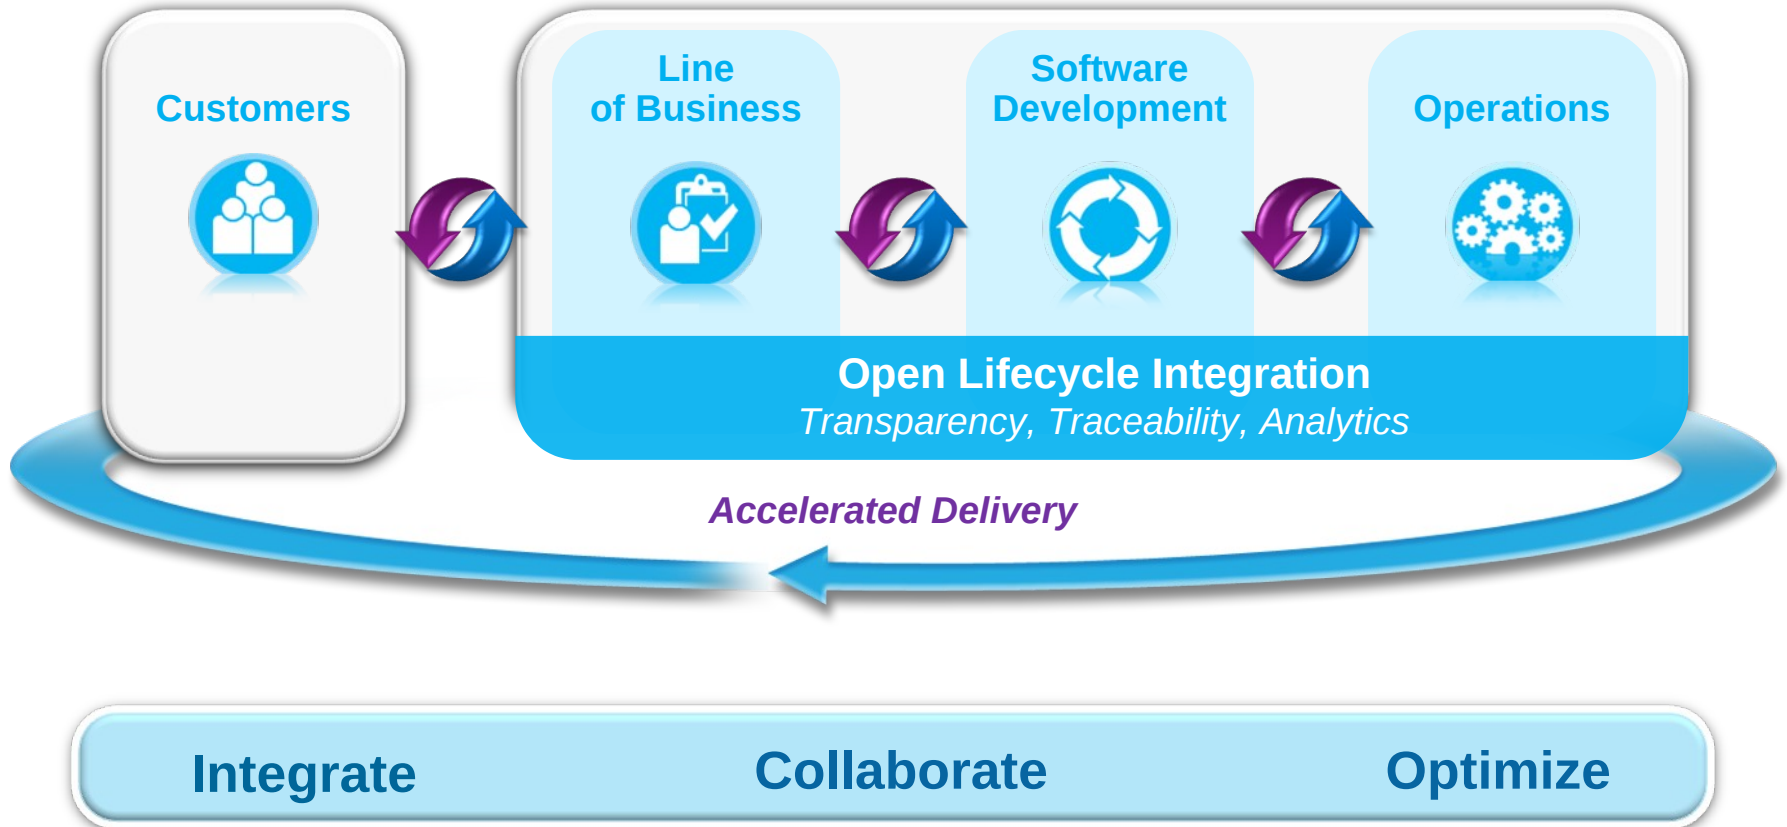 Customers
Line
of Business
Software
Development
Operations
Open Lifecycle Integration
Transparency, Traceability, Analytics
Accelerated Delivery
Integrate
Collaborate
Optimize